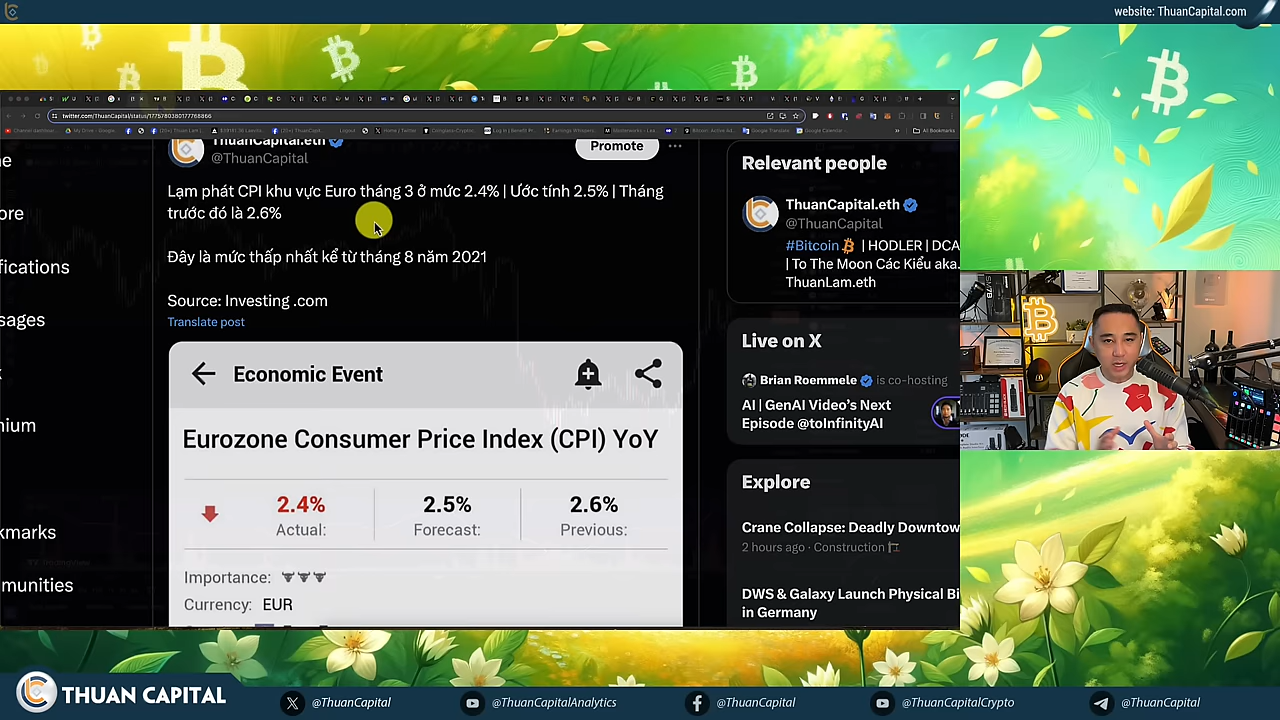 website: ThuanCapital.com
twitter.com/ThuanCapital/status/1775780380177768866
ThuanCapital.eth
@ThuanCapital
Promote
Lạm phát CPI khu vực Euro tháng 3 ở mức 2.4% | Ước tính 2.5% | Tháng
trước đó là 2.6%
Đây là mức thấp nhất kể từ tháng 8 năm 2021
Source: Investing .com
Translate post
Economic Event
Eurozone Consumer Price Index (CPI) YoY
2.4% 2.5% 2.6%
Actual: Forecast: Previous:
Importance:
Currency: EUR
Relevant people
ThuanCapital.eth
@ThuanCapital
#Bitcoin | HODLER | DCA
| To The Moon Các Kiểu aka.
ThuanLam.eth
Live on X
Brian Roemmele is co-hosting
AI | GenAI Video's Next
Episode @toInfinityAI
Explore
Crane Collapse: Deadly Downtow
2 hours ago · Construction
DWS & Galaxy Launch Physical Bi
in Germany
THUAN CAPITAL
@ThuanCapital
@ThuanCapitalAnalytics
@ThuanCapital
@ThuanCapitalCrypto
@ThuanCapital